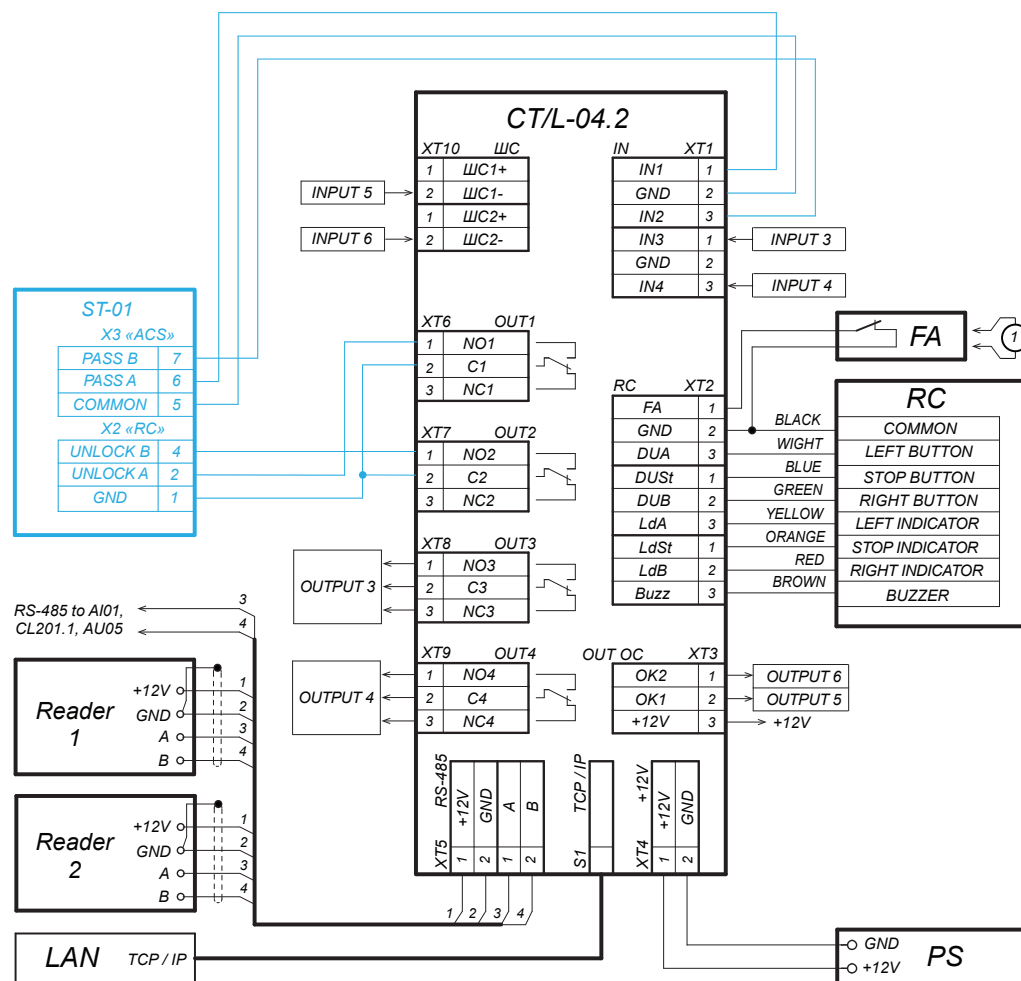 CT/L-04.2
XT10 ШС
1 ШС1+
2 ШС1-
1 ШС2+
2 ШС2-
INPUT 5
INPUT 6
IN XT1
IN1 1
GND 2
IN2 3
IN3 1
GND 2
IN4 3
INPUT 3
INPUT 4
ST-01
X3 «ACS»
PASS B 7
PASS A 6
COMMON 5
X2 «RC»
UNLOCK B 4
UNLOCK A 2
GND 1
XT6 OUT1
1 NO1
2 C1
3 NC1
XT7 OUT2
1 NO2
2 C2
3 NC2
XT8 OUT3
1 NO3
2 C3
3 NC3
OUTPUT 3
XT9 OUT4
1 NO4
2 C4
3 NC4
OUTPUT 4
FA
1
RC XT2
FA 1
GND 2
DUA 3
DUSt 1
DUB 2
LdA 3
LdSt 1
LdB 2
Buzz 3
BLACK
WIGHT
BLUE
GREEN
YELLOW
ORANGE
RED
BROWN
RC
COMMON
LEFT BUTTON
STOP BUTTON
RIGHT BUTTON
LEFT INDICATOR
STOP INDICATOR
RIGHT INDICATOR
BUZZER
OUT OC XT3
OK2 1
OK1 2
+12V 3
OUTPUT 6
OUTPUT 5
+12V
RS-485 to AI01,
CL201.1, AU05
3
4
Reader
1
+12V 1
GND 2
A 3
B 4
Reader
2
+12V 1
GND 2
A 3
B 4
XT5 RS-485
1 +12V
2 GND
1 A
2 B
1 2 3 4
S1 TCP / IP
XT4 +12V
1 +12V
2 GND
LAN TCP / IP
PS
GND
+12V